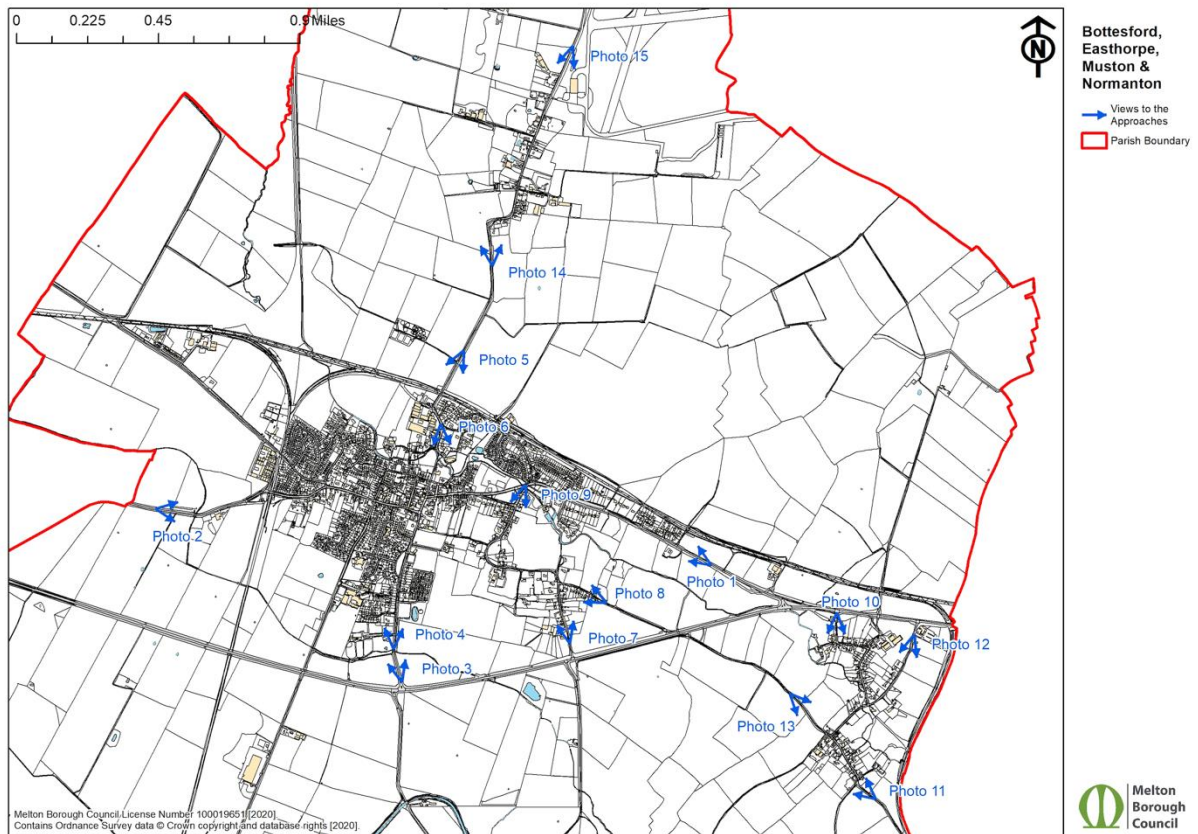 0 0.225 0.45 0.9 Miles
N
Bottesford,
Easthorpe,
Muston &
Normanton
Views to the
Approaches
Parish Boundary
Photo 15
Photo 14
Photo 5
Photo 6
Photo 9
Photo 2
Photo 1
Photo 8
Photo 10
Photo 4
Photo 7
Photo 12
Photo 3
Photo 13
Photo 11
Melton Borough Council License Number 100019651 [2020]
Contains Ordnance Survey data © Crown copyright and database rights [2020].
Melton
Borough
Council